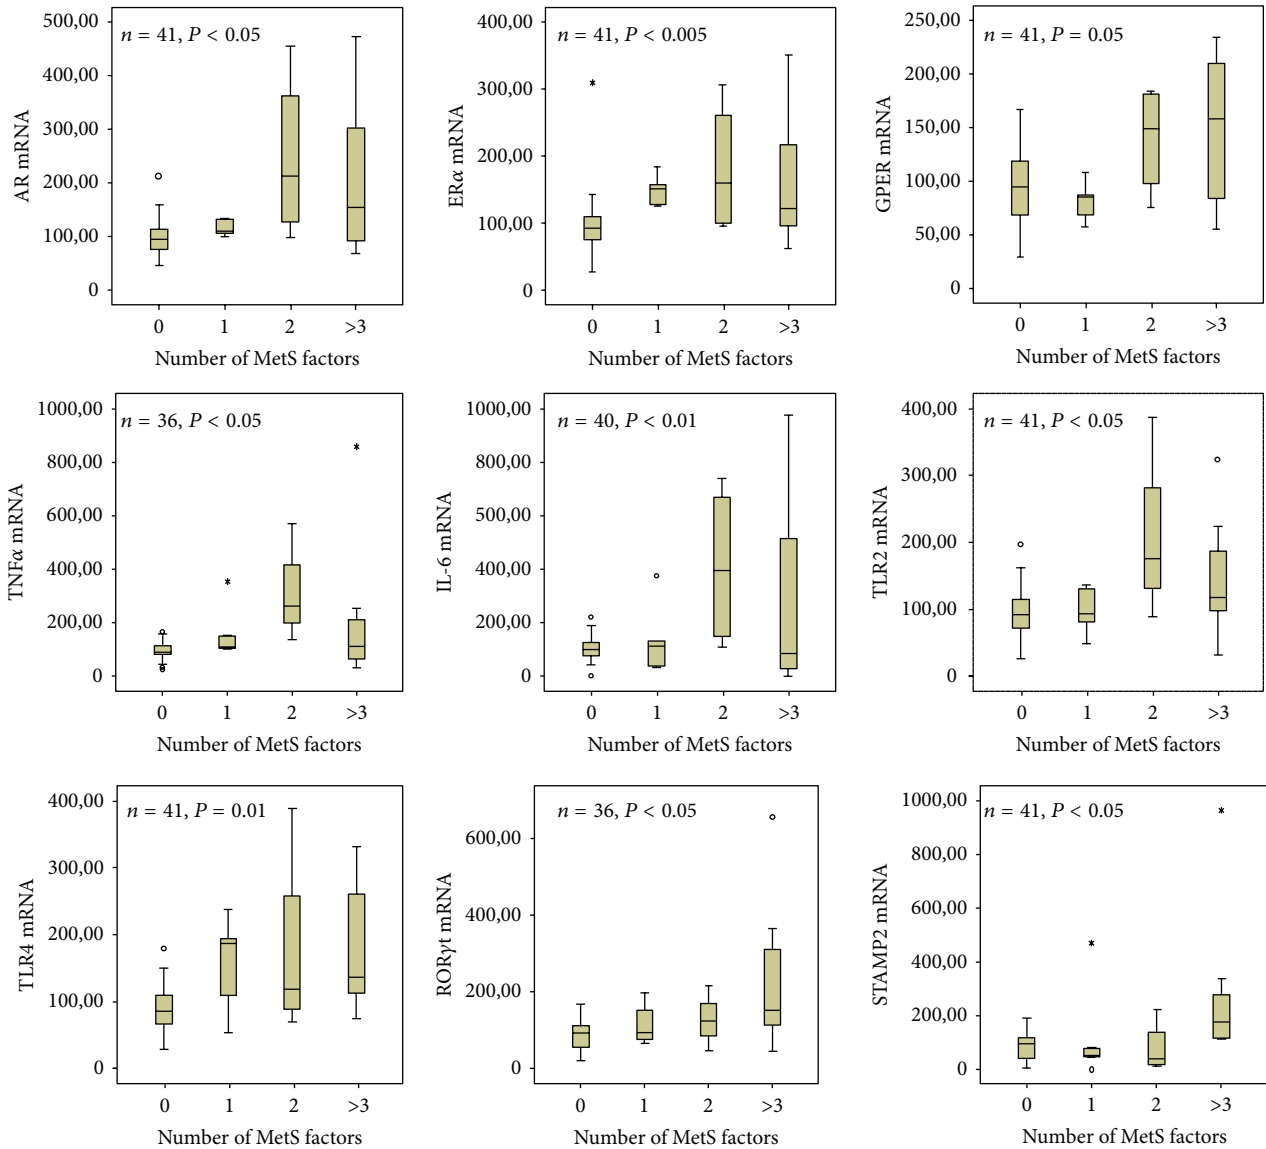 500,00
400,00
300,00
200,00
100,00
0
AR mRNA
n = 41, P < 0.05
0 1 2 >3
Number of MetS factors
400,00
300,00
200,00
100,00
0
ERα mRNA
n = 41, P < 0.005
0 1 2 >3
Number of MetS factors
250,00
200,00
150,00
100,00
50,00
0
GPER mRNA
n = 41, P = 0.05
0 1 2 >3
Number of MetS factors
1000,00
800,00
600,00
400,00
200,00
0
TNFα mRNA
n = 36, P < 0.05
0 1 2 >3
Number of MetS factors
1000,00
800,00
500,00
400,00
200,00
0
IL-6 mRNA
n = 40, P < 0.01
0 1 2 >3
Number of MetS factors
400,00
300,00
200,00
100,00
0
TLR2 mRNA
n = 41, P < 0.05
0 1 2 >3
Number of MetS factors
400,00
300,00
200,00
100,00
0
TLR4 mRNA
n = 41, P = 0.01
0 1 2 >3
Number of MetS factors
600,00
400,00
200,00
0
RORγt mRNA
n = 36, P < 0.05
0 1 2 >3
Number of MetS factors
1000,00
800,00
600,00
400,00
200,00
0
STAMP2 mRNA
n = 41, P < 0.05
0 1 2 >3
Number of MetS factors